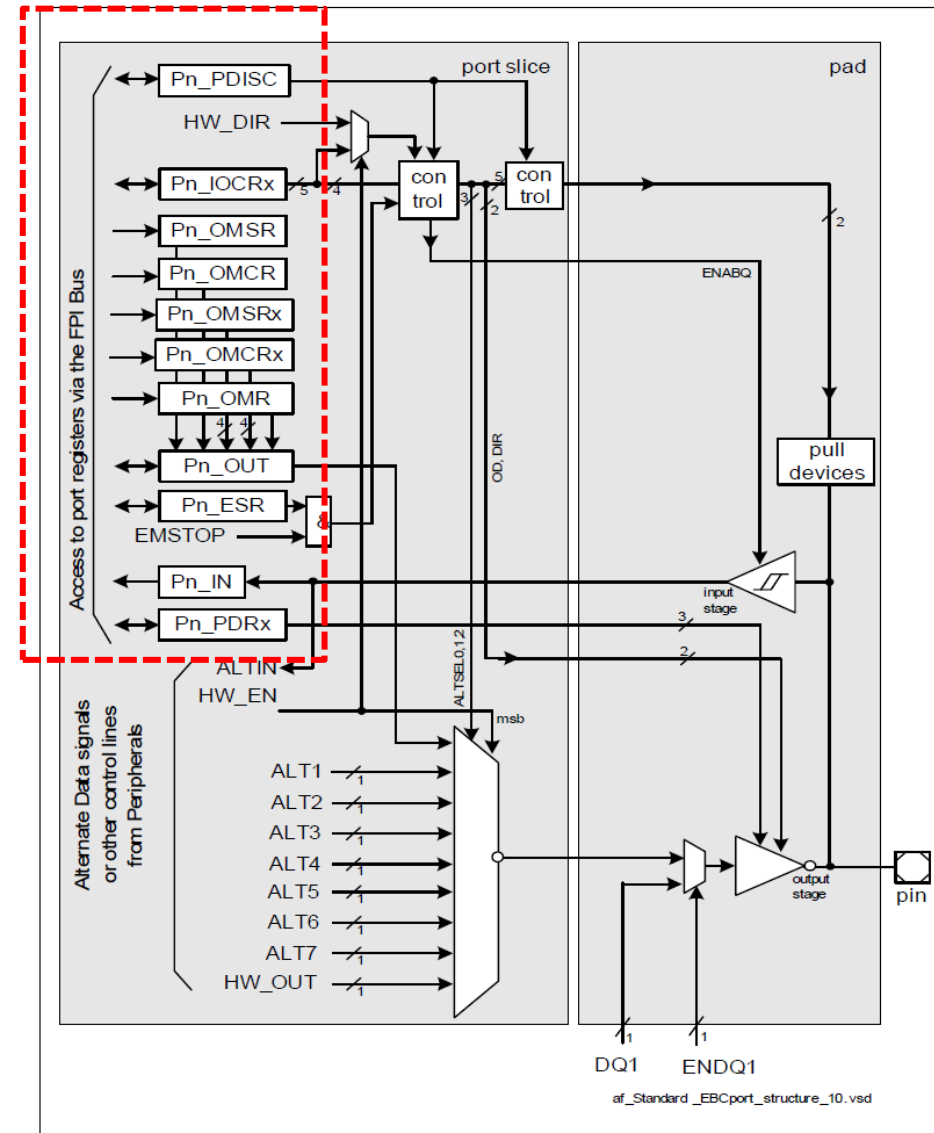 port slice
pad
Pn_PDISC
HW_DIR
Pn_IOCRx
5
4
con
trol
3
2
5
con
trol
2
Pn_OMSR
Pn_OMCR
Pn_OMSRx
Pn_OMCRx
Pn_OMR
4
4
Pn_OUT
Pn_ESR
&
EMSTOP
Pn_IN
Pn_PDRx
Access to port registers via the FPI Bus
ENABQ
OD, DIR
pull
devices
input
stage
3
2
ALTIN
HW_EN
ALTSEL0,1,2
msb
Alternate Data signals
or other control lines
from Peripherals
ALT1
1
ALT2
1
ALT3
1
ALT4
1
ALT5
1
ALT6
1
ALT7
1
HW_OUT
1
output
stage
pin
1
1
DQ1
ENDQ1
af_Standard _EBCport_structure_10.vsd